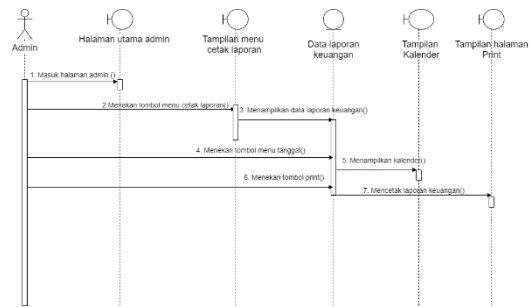 Admin
Halaman utama admin
Tampilan menu
cetak laporan
Data laporan
keuangan
Tampilan
Kalender
Tampilan halaman
Print
1. Masuk halaman admin ()
2.Menekan tombol menu cetak laporan()
3. Menampilkan data laporan keuangan()
4. Menekan tombol menu tanggal()
5. Menampilkan kalender()
6. Menekan tombol print()
7. Mencetak laporan keuangan()